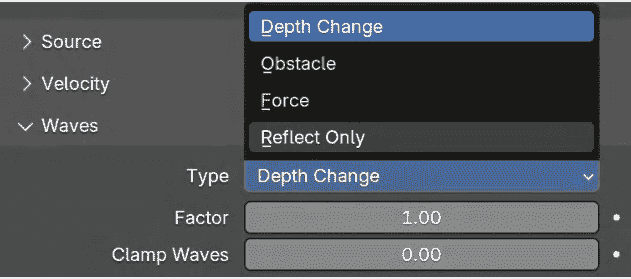 Depth Change
Source
Obstacle
Velocity
Force
Waves
Reflect Only
Type Depth Change
Factor 1.00
Clamp Waves 0.00